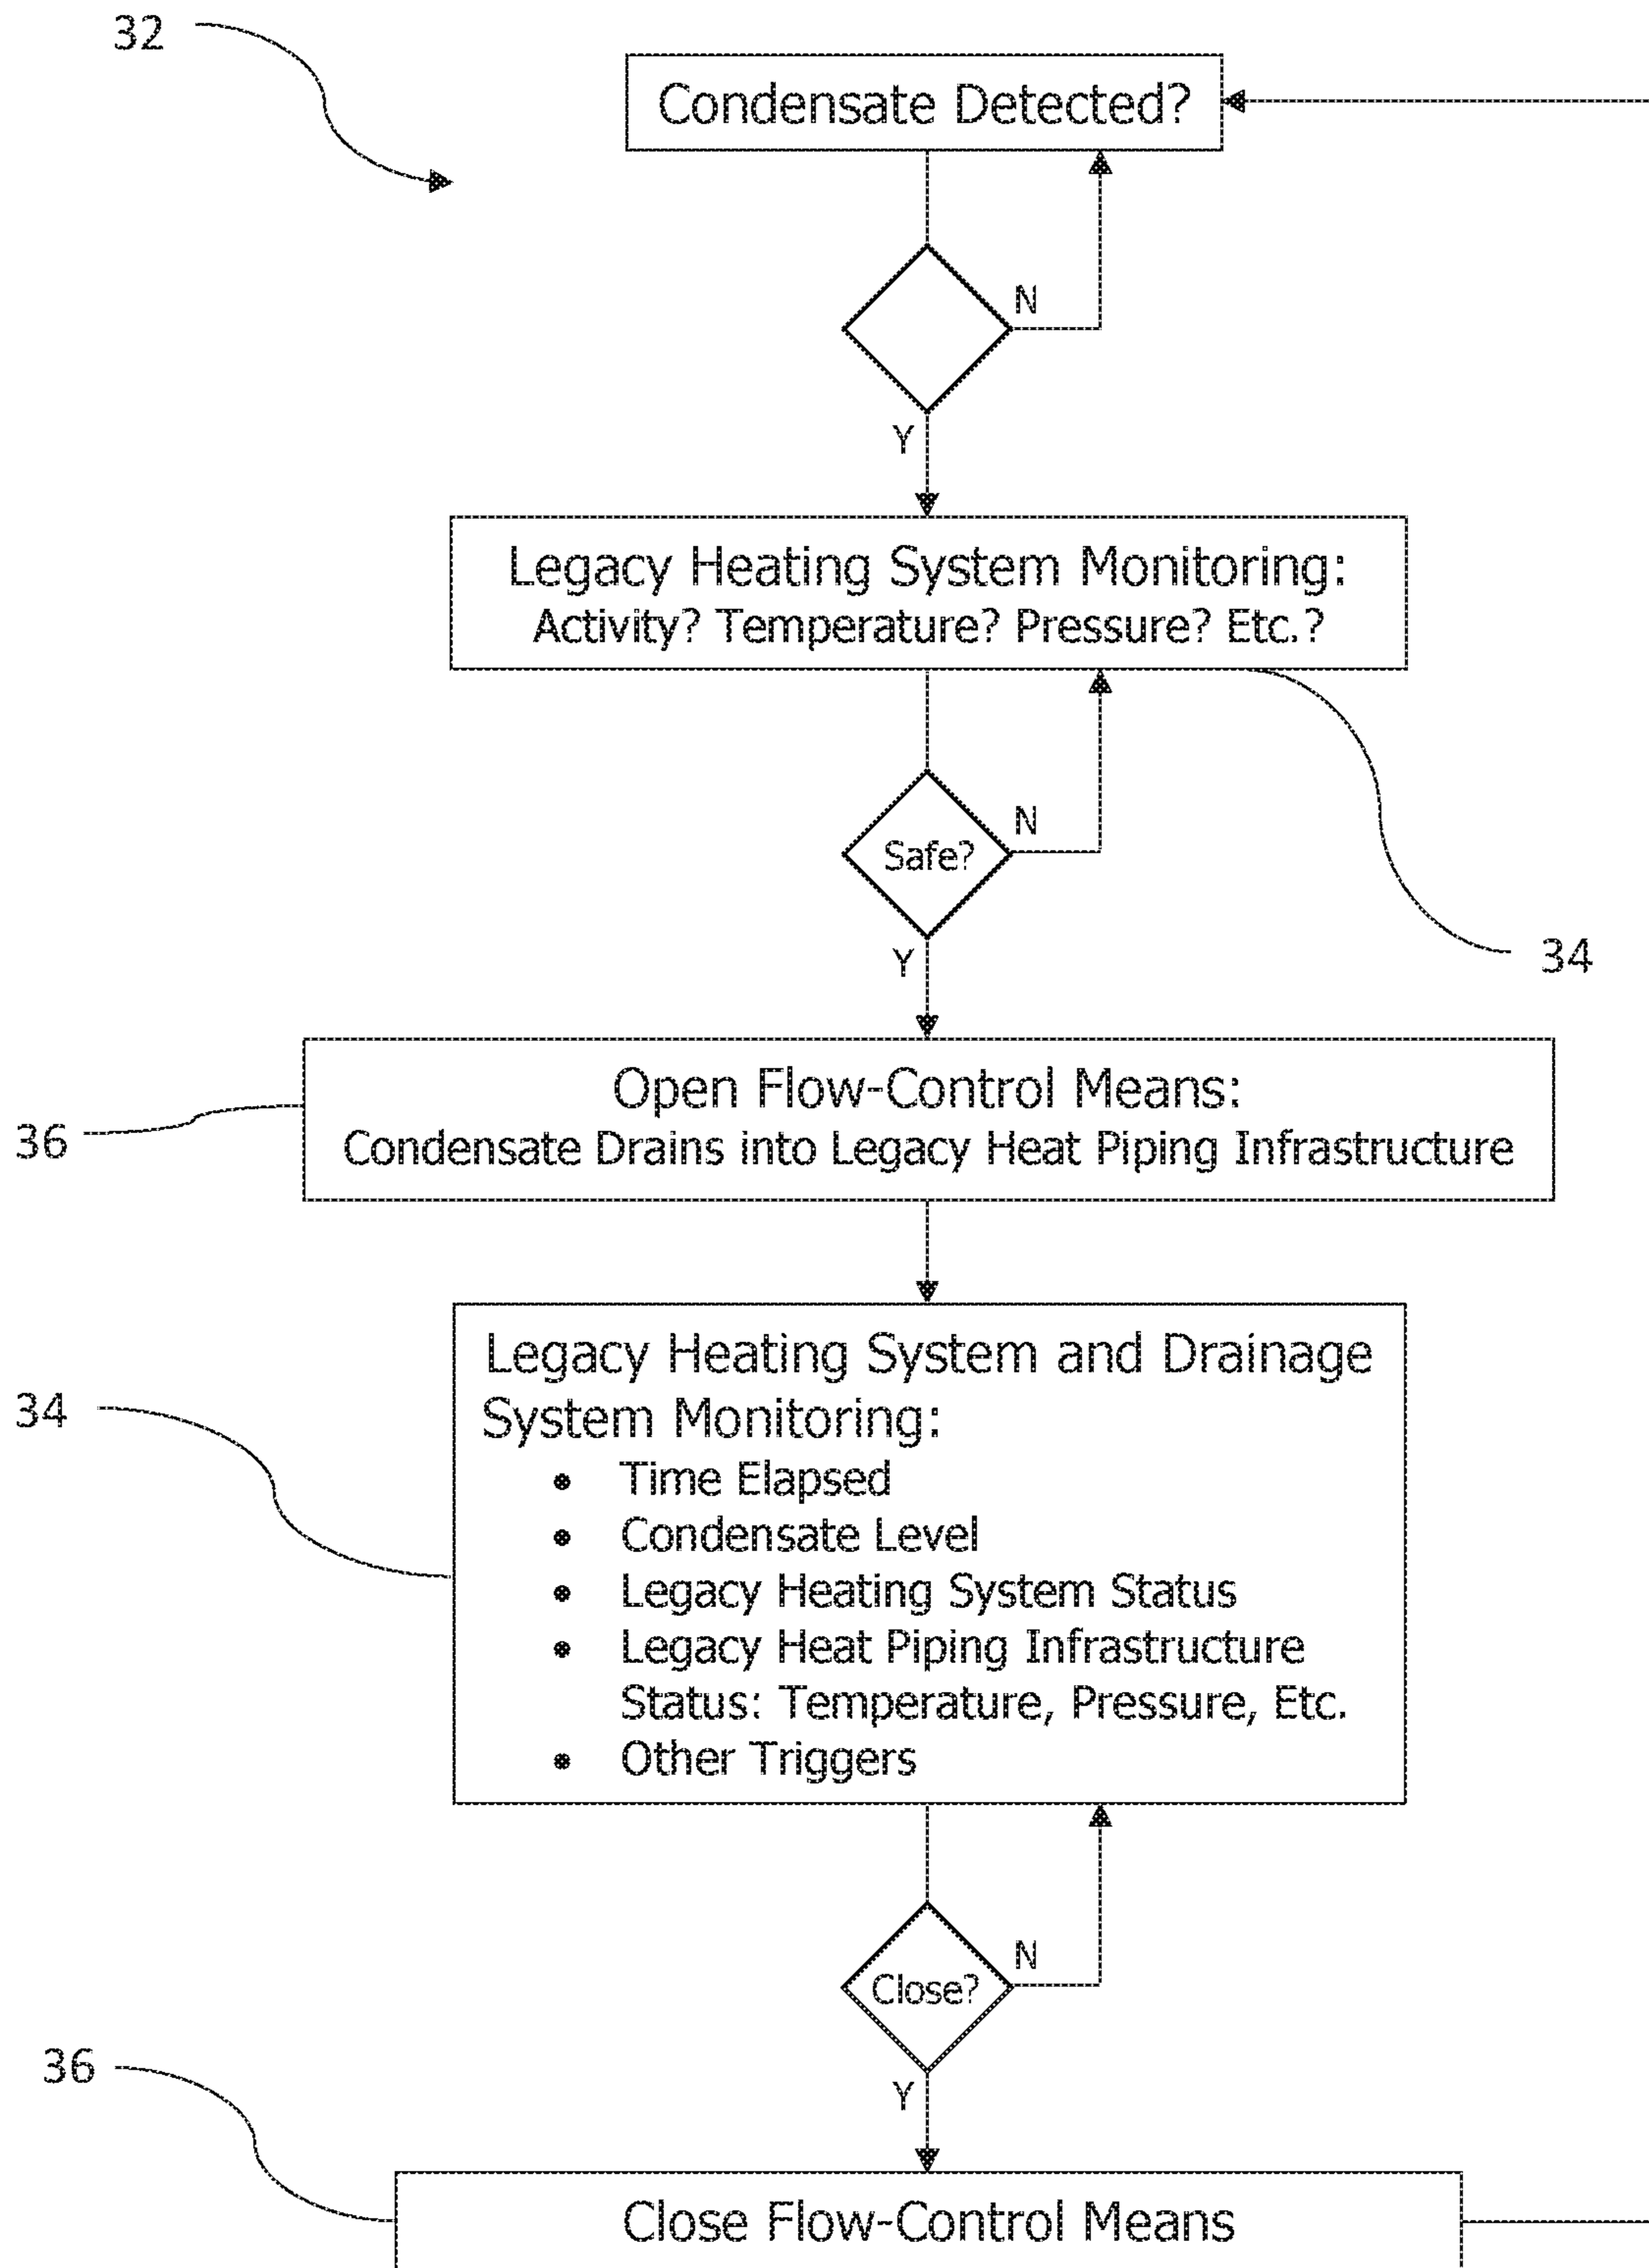 32
Condensate Detected?
N
Y
Legacy Heating System Monitoring:
Activity? Temperature? Pressure? Etc.?
N
Safe?
Y
34
Open Flow-Control Means:
36
Condensate Drains into Legacy Heat Piping Infrastructure
Legacy Heating System and Drainage
34
System Monitoring:
• Time Elapsed
• Condensate Level
• Legacy Heating System Status
• Legacy Heat Piping Infrastructure
Status: Temperature, Pressure, Etc.
• Other Triggers
N
Close?
36
Y
Close Flow-Control Means